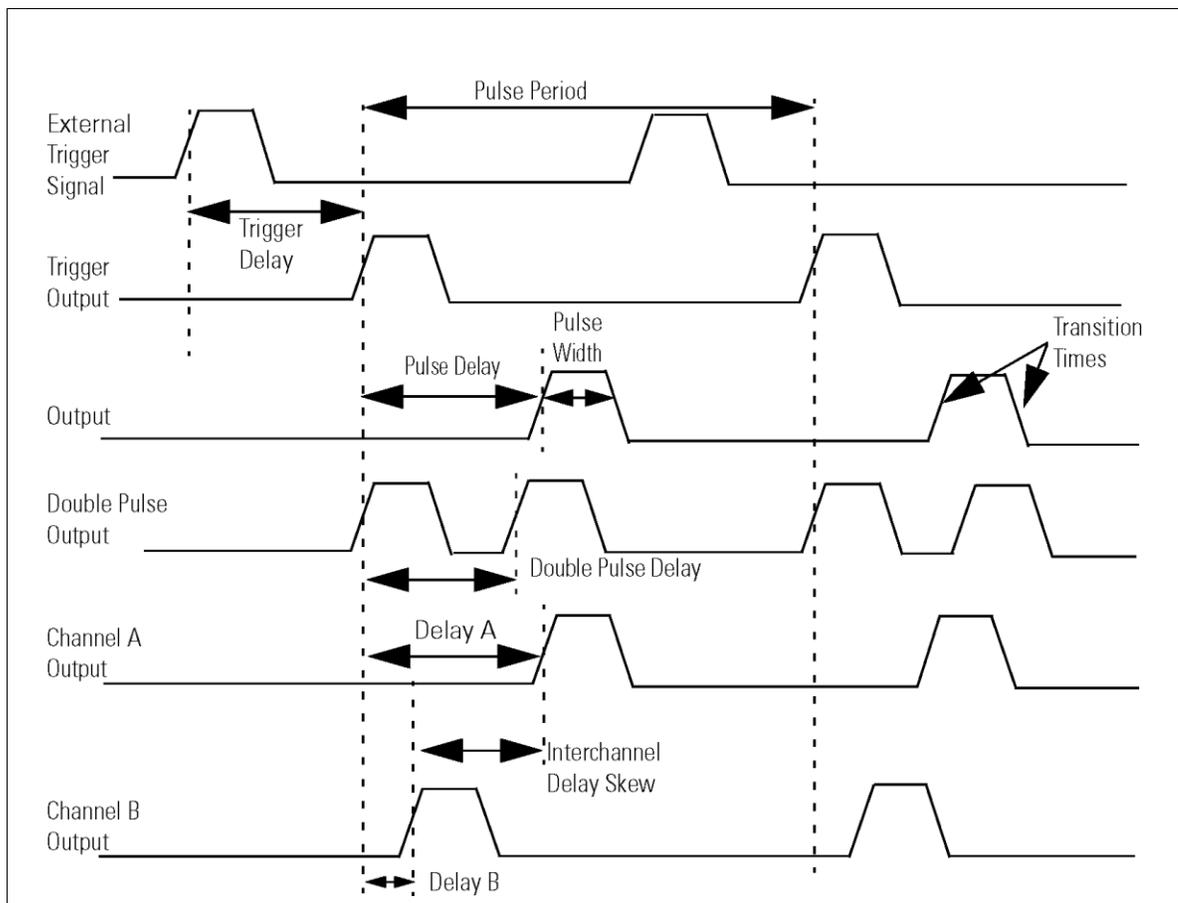 Pulse Period
External
Trigger
Signal
Trigger
Delay
Trigger
Output
Pulse
Width
Transition
Times
Pulse Delay
Output
Double Pulse
Output
Double Pulse Delay
Channel A
Output
Delay A
Interchannel
Delay Skew
Channel B
Output
Delay B